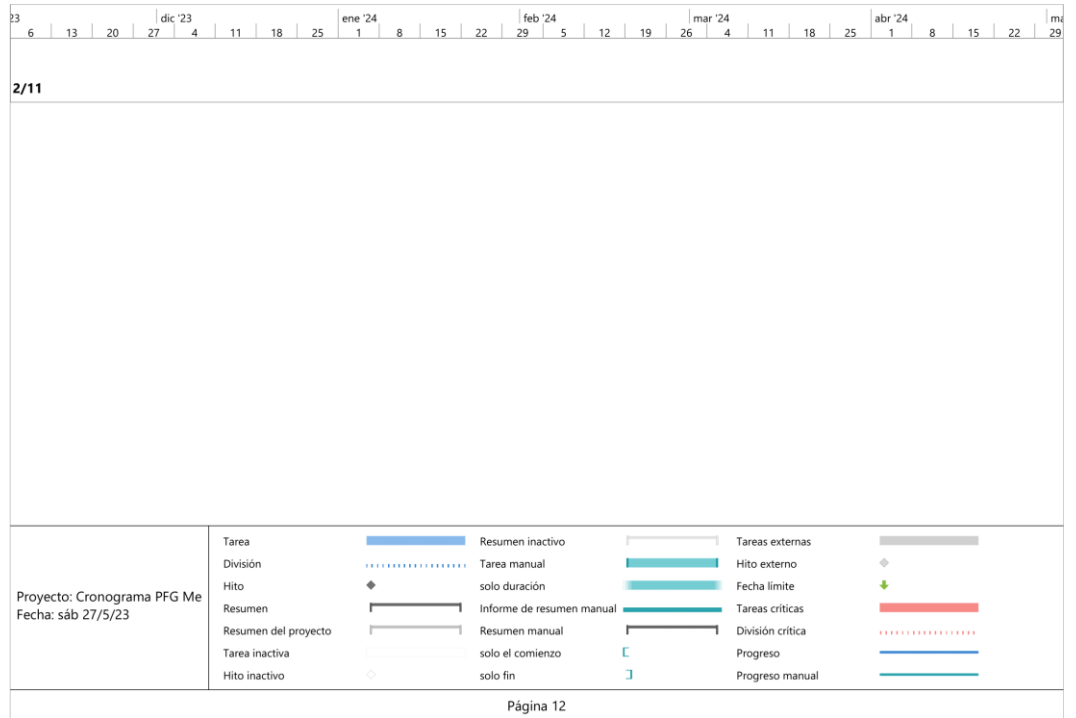 23 dic '23 ene '24 feb '24 mar '24 abr '24 ma
6 13 20 27 4 11 18 25 1 8 15 22 29 5 12 19 26 4 11 18 25 1 8 15 22 29
2/11
Proyecto: Cronograma PFG Me
Fecha: sáb 27/5/23
Tarea
División
Hito
Resumen
Resumen del proyecto
Tarea inactiva
Hito inactivo
Resumen inactivo
Tarea manual
solo duración
Informe de resumen manual
Resumen manual
solo el comienzo
solo fin
Tareas externas
Hito externo
Fecha límite
Tareas críticas
División crítica
Progreso
Progreso manual
Página 12